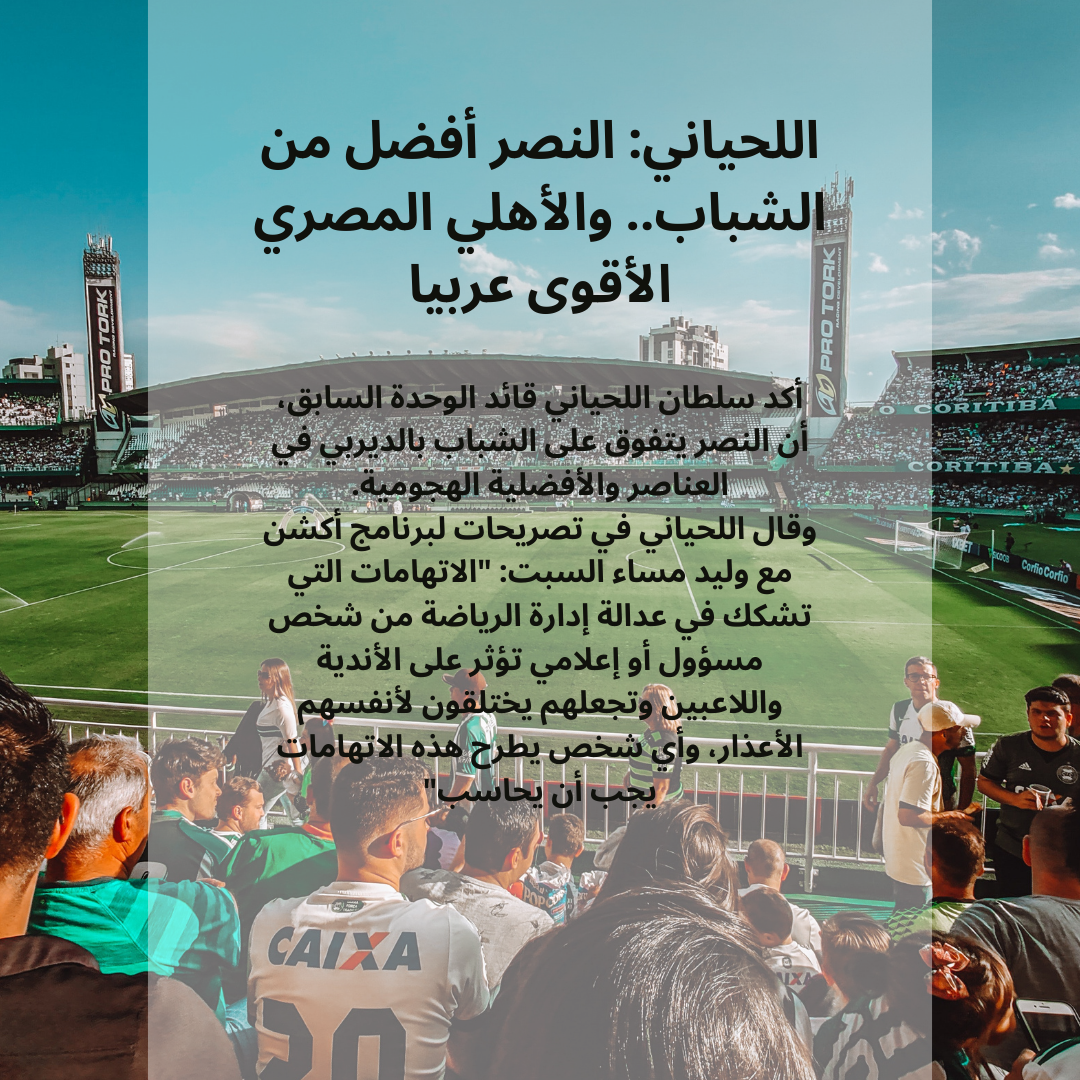 اللحياني: النصر أفضل من
الشباب.. والأهلي المصري
الأقوى عربيا
أكد سلطان اللحياني قائد الوحدة السابق،
أن النصر يتفوق على الشباب بالديربي في
العناصر والأفضلية الهجومية.
وقال اللحياني في تصريحات لبرنامج أكشن
مع وليد مساء السبت: "الاتهامات التي
تشكك في عدالة إدارة الرياضة من شخص
مسؤول أو إعلامي تؤثر على الأندية
واللاعبين وتجعلهم يختلقون لأنفسهم
الأعذار، وأي شخص يطرح هذه الاتهامات
يجب أن يحاسب"
PRO TORK
PRO TORK
O CORITIBA
CORITIBA
CorfioCorfio
CAIXA
20
CAIXA